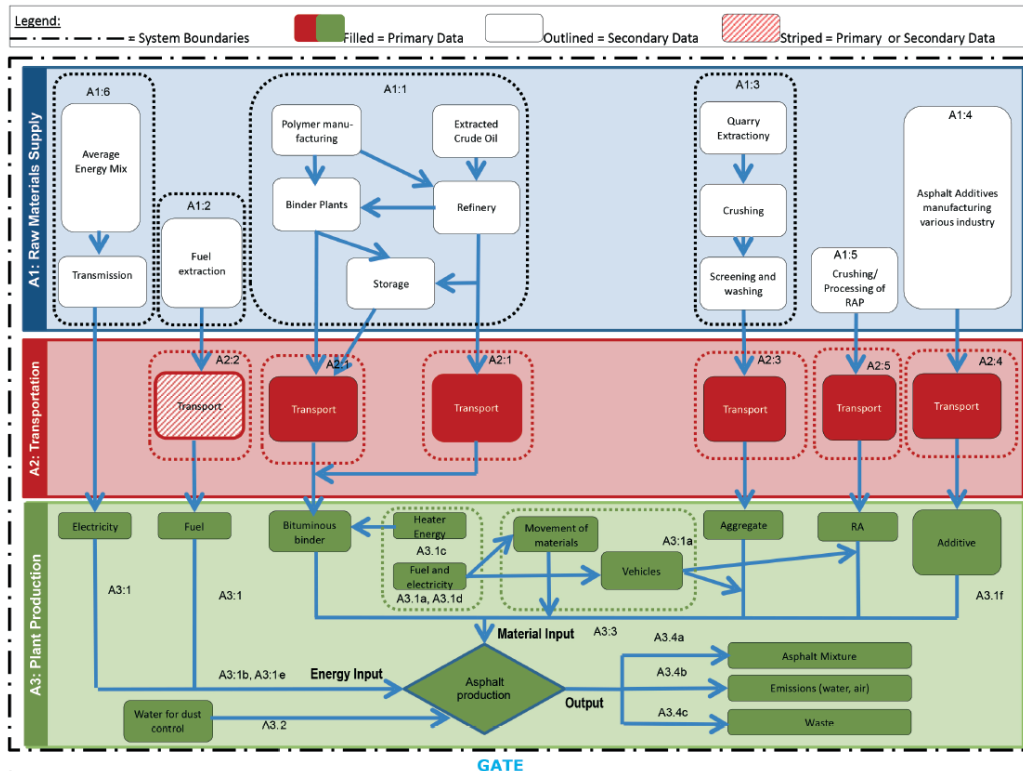 Legend:
= System Boundaries
Filled = Primary Data
Outlined = Secondary Data
Striped = Primary or Secondary Data
A1: Raw Materials Supply
A1:6
Average
Energy Mix
Transmission
A1:2
Fuel
extraction
A1:1
Polymer manu-
facturing
Extracted
Crude Oil
Binder Plants
Refinery
Storage
A1:3
Quarry
Extractiony
Crushing
Screening and
washing
A1:5
Crushing/
Processing of
RAP
A1:4
Asphalt Additives
manufacturing
various industry
A2: Transportation
A2:2
Transport
A2:1
Transport
A2:1
Transport
A2:3
Transport
A2:5
Transport
A2:4
Transport
A3: Plant Production
Electricity
Fuel
Bituminous
binder
Heater
Energy
A3.1c
Fuel and
electricity
A3.1a, A3.1d
Movement of
materials
A3:1a
Vehicles
Aggregate
RA
Additive
A3:1
A3:1
A3.1f
Material Input
A3:3
A3:1b, A3:1e
Energy Input
Asphalt
production
Output
A3.4a
Asphalt Mixture
A3.4b
Emissions (water, air)
A3.4c
Waste
Water for dust
control
A3.2
GATE